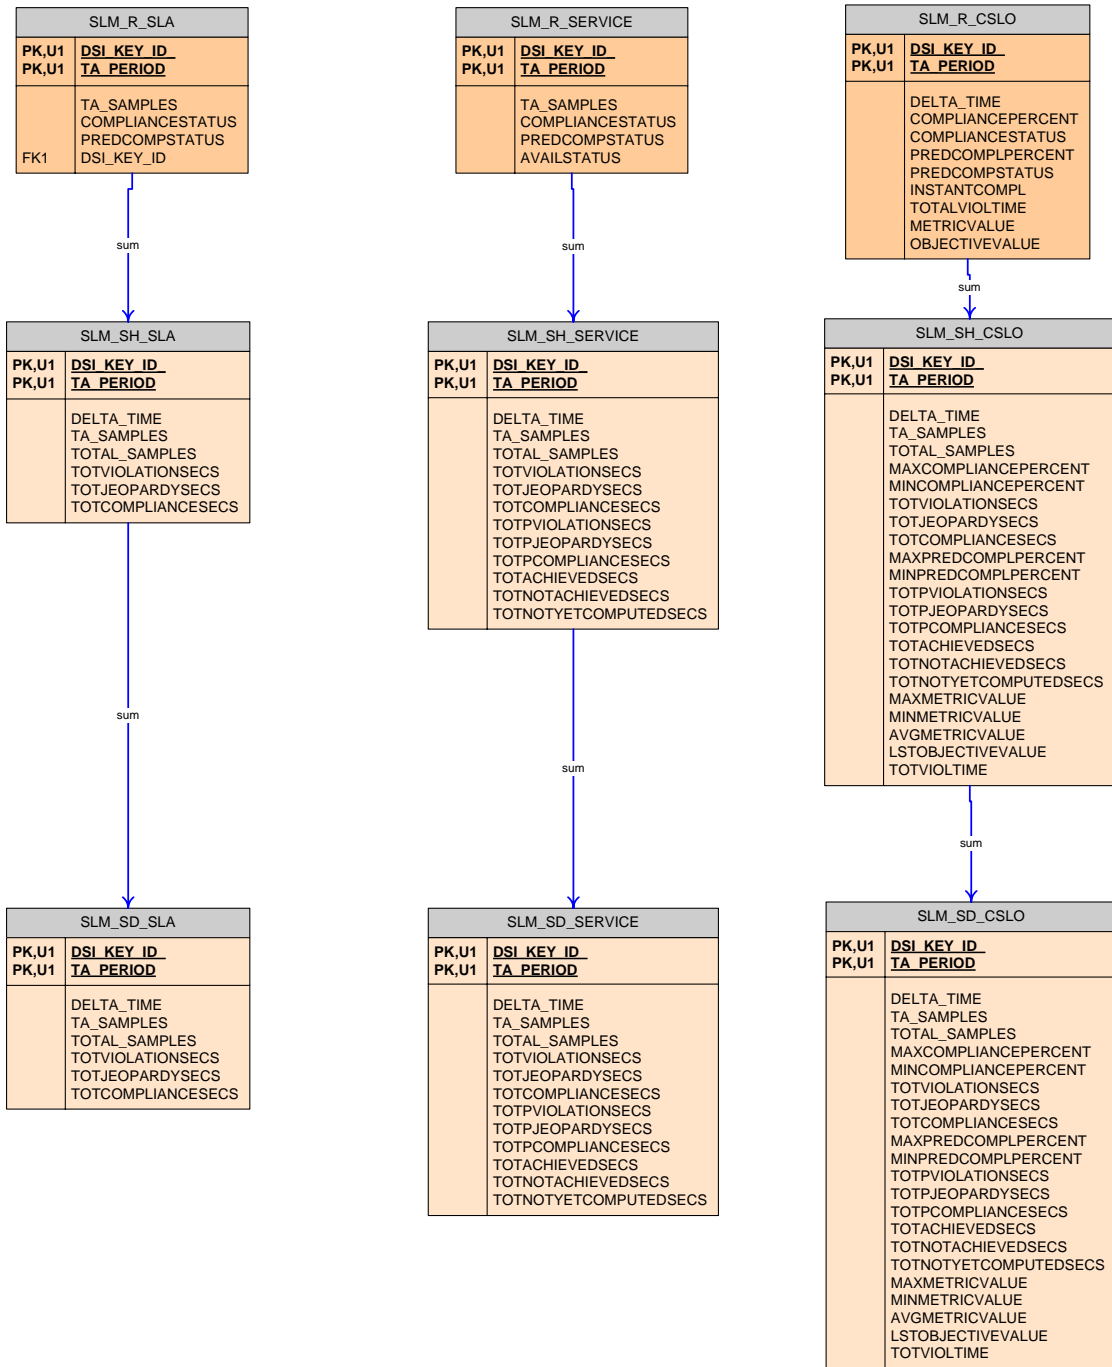 SLM_R_SLA
PK,U1 DSI_KEY_ID
PK,U1 TA_PERIOD
TA_SAMPLES
COMPLIANCESTATUS
PREDCOMPSTATUS
FK1 DSI_KEY_ID
sum
SLM_SH_SLA
PK,U1 DSI_KEY_ID
PK,U1 TA_PERIOD
DELTA_TIME
TA_SAMPLES
TOTAL_SAMPLES
TOTVIOLATIONSECS
TOTJEOPARDYSECS
TOTCOMPLIANCESECS
sum
SLM_SD_SLA
PK,U1 DSI_KEY_ID
PK,U1 TA_PERIOD
DELTA_TIME
TA_SAMPLES
TOTAL_SAMPLES
TOTVIOLATIONSECS
TOTJEOPARDYSECS
TOTCOMPLIANCESECS
SLM_R_SERVICE
PK,U1 DSI_KEY_ID
PK,U1 TA_PERIOD
TA_SAMPLES
COMPLIANCESTATUS
PREDCOMPSTATUS
AVAILSTATUS
sum
SLM_SH_SERVICE
PK,U1 DSI_KEY_ID
PK,U1 TA_PERIOD
DELTA_TIME
TA_SAMPLES
TOTAL_SAMPLES
TOTVIOLATIONSECS
TOTJEOPARDYSECS
TOTCOMPLIANCESECS
TOTPVIOLATIONSECS
TOTPJEOPARDYSECS
TOTPCOMPLIANCESECS
TOTACHIEVEDSECS
TOTNOTACHIEVEDSECS
TOTNOTYETCOMPUTEDSECS
sum
SLM_SD_SERVICE
PK,U1 DSI_KEY_ID
PK,U1 TA_PERIOD
DELTA_TIME
TA_SAMPLES
TOTAL_SAMPLES
TOTVIOLATIONSECS
TOTJEOPARDYSECS
TOTCOMPLIANCESECS
TOTPVIOLATIONSECS
TOTPJEOPARDYSECS
TOTPCOMPLIANCESECS
TOTACHIEVEDSECS
TOTNOTACHIEVEDSECS
TOTNOTYETCOMPUTEDSECS
SLM_R_CSLO
PK,U1 DSI_KEY_ID
PK,U1 TA_PERIOD
DELTA_TIME
COMPLIANCEPERCENT
COMPLIANCESTATUS
PREDCOMPLPERCENT
PREDCOMPSTATUS
INSTANTCOMPL
TOTALVIOLTIME
METRICVALUE
OBJECTIVEVALUE
sum
SLM_SH_CSLO
PK,U1 DSI_KEY_ID
PK,U1 TA_PERIOD
DELTA_TIME
TA_SAMPLES
TOTAL_SAMPLES
MAXCOMPLIANCEPERCENT
MINCOMPLIANCEPERCENT
TOTVIOLATIONSECS
TOTJEOPARDYSECS
TOTCOMPLIANCESECS
MAXPREDCOMPLPERCENT
MINPREDCOMPLPERCENT
TOTPVIOLATIONSECS
TOTPJEOPARDYSECS
TOTPCOMPLIANCESECS
TOTACHIEVEDSECS
TOTNOTACHIEVEDSECS
TOTNOTYETCOMPUTEDSECS
MAXMETRICVALUE
MINMETRICVALUE
AVGMETRICVALUE
LSTOBJECTIVEVALUE
TOTVIOLTIME
sum
SLM_SD_CSLO
PK,U1 DSI_KEY_ID
PK,U1 TA_PERIOD
DELTA_TIME
TA_SAMPLES
TOTAL_SAMPLES
MAXCOMPLIANCEPERCENT
MINCOMPLIANCEPERCENT
TOTVIOLATIONSECS
TOTJEOPARDYSECS
TOTCOMPLIANCESECS
MAXPREDCOMPLPERCENT
MINPREDCOMPLPERCENT
TOTPVIOLATIONSECS
TOTPJEOPARDYSECS
TOTPCOMPLIANCESECS
TOTACHIEVEDSECS
TOTNOTACHIEVEDSECS
TOTNOTYETCOMPUTEDSECS
MAXMETRICVALUE
MINMETRICVALUE
AVGMETRICVALUE
LSTOBJECTIVEVALUE
TOTVIOLTIME